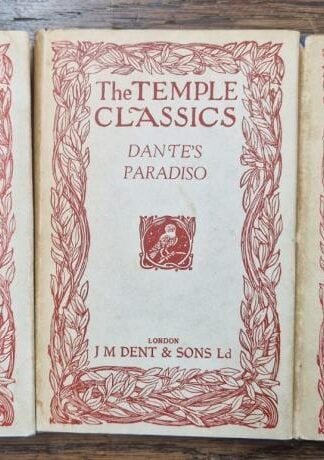 The TEMPLE
CLASSICS
DANTE'S
PARADISO
LONDON
J M DENT & SONS Ld